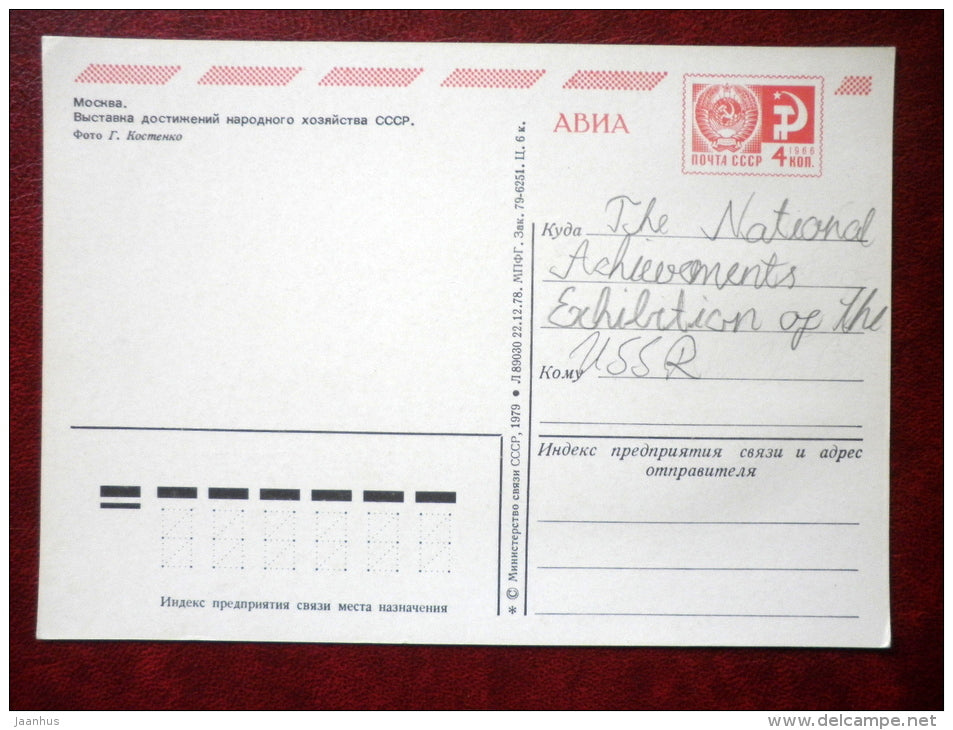 Москва.
Выставка достижений народного хозяйства СССР.
Фото Г. Костенко
АВИА
1966
ПОЧТА СССР 4 КОП.
Куда The National
Achievements
Exhibition of the
Кому USSR
Индекс предприятия связи и адрес
отправителя
Индекс предприятия связи места назначения
* © Министерство связи СССР, 1979 ● Л 89030 22.12.78. МПФГ. Зак. 79-6251. Ц. 6 к.
Jaanhus
www.delcampe.net